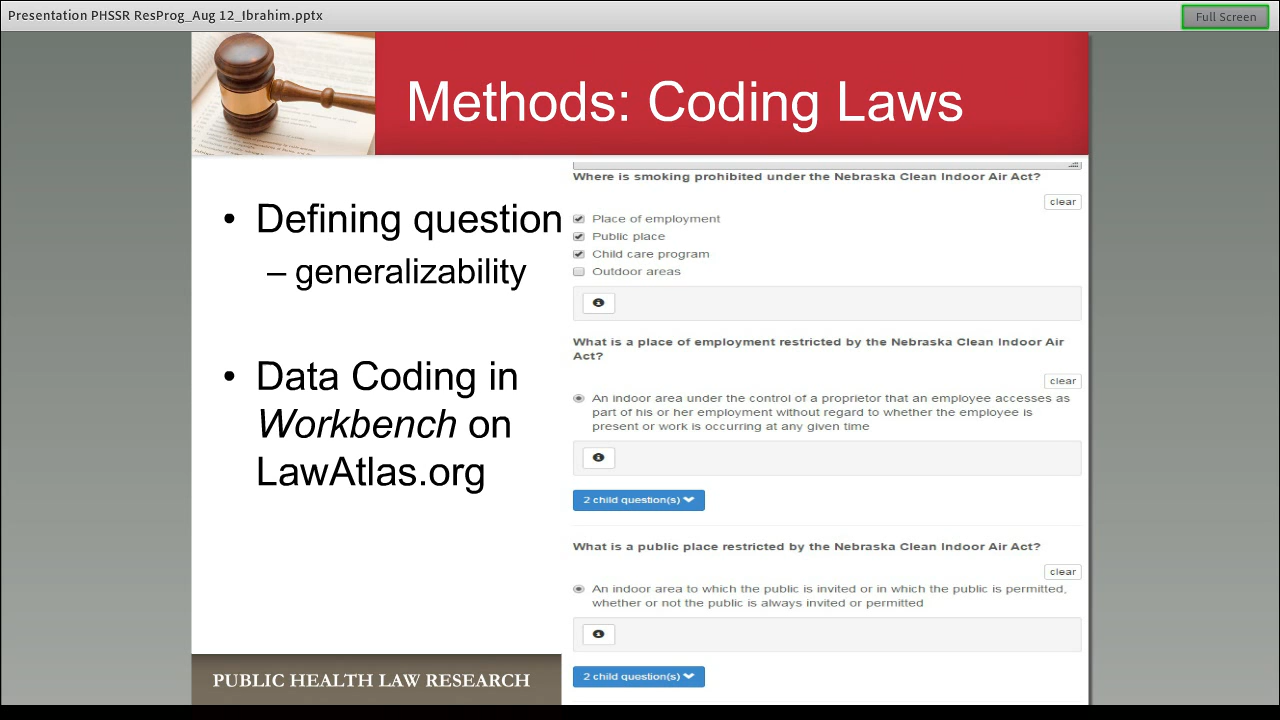 Presentation PHSSR ResProg_Aug 12_Ibrahim.pptx
Full Screen
Methods: Coding Laws
• Defining question
– generalizability
• Data Coding in
Workbench on
LawAtlas.org
PUBLIC HEALTH LAW RESEARCH
Where is smoking prohibited under the Nebraska Clean Indoor Air Act?
clear
Place of employment
Public place
Child care program
Outdoor areas
What is a place of employment restricted by the Nebraska Clean Indoor Air
Act?
clear
An indoor area under the control of a proprietor that an employee accesses as
part of his or her employment without regard to whether the employee is
present or work is occurring at any given time
2 child question(s)
What is a public place restricted by the Nebraska Clean Indoor Air Act?
clear
An indoor area to which the public is invited or in which the public is permitted,
whether or not the public is always invited or permitted
2 child question(s)